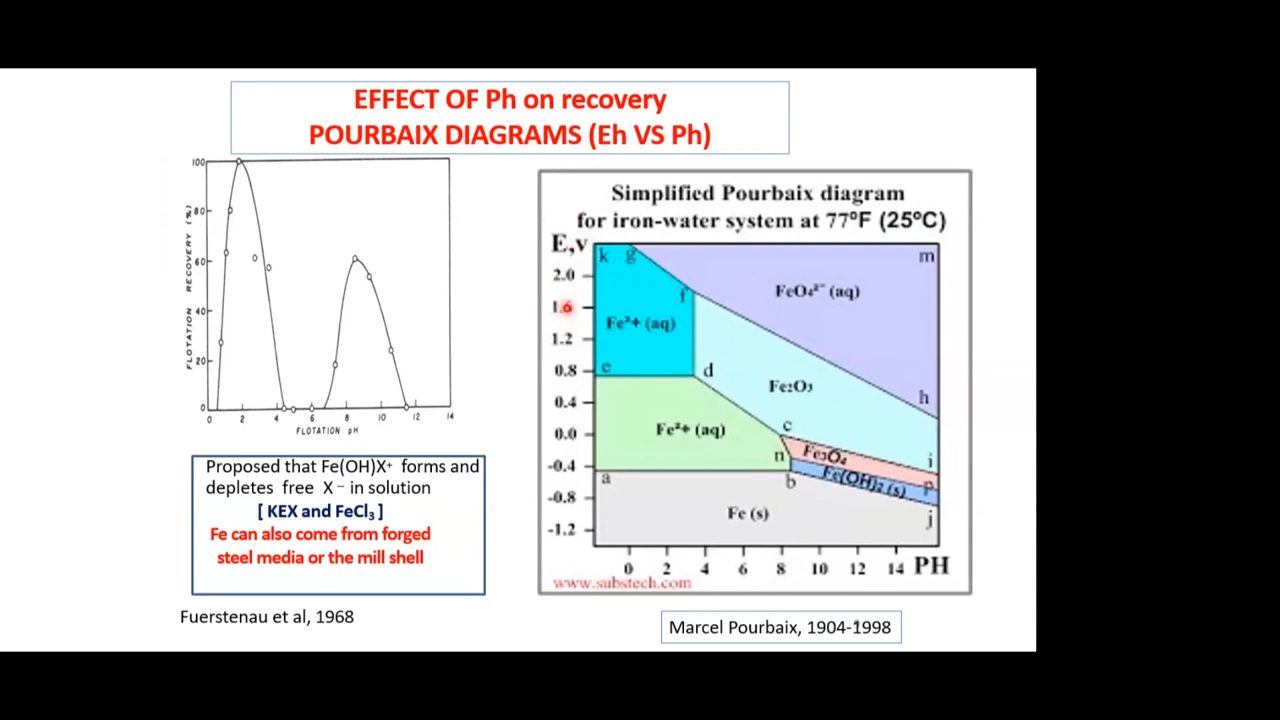 EFFECT OF Ph on recovery
POURBAIX DIAGRAMS (Eh VS Ph)
100
80
60
40
20
0
FLOTATION RECOVERY (%)
0 2 4 6 8 10 12 14
FLOTATION pH
Proposed that Fe(OH)X⁺ forms and
depletes free X⁻ in solution
[ KEX and FeCl₃ ]
Fe can also come from forged
steel media or the mill shell
Fuerstenau et al, 1968
Simplified Pourbaix diagram
for iron-water system at 77ºF (25ºC)
E,v
2.0
1.6
1.2
0.8
0.4
0.0
-0.4
-0.8
-1.2
k g m
f FeO₄²⁻ (aq)
Fe³+ (aq)
e d
Fe₂O₃
h
Fe²+ (aq)
c
Fe₃O₄ i
n
Fe(OH)₂ (s) p
a b
Fe (s) j
0 2 4 6 8 10 12 14 PH
www.substech.com
Marcel Pourbaix, 1904-1998